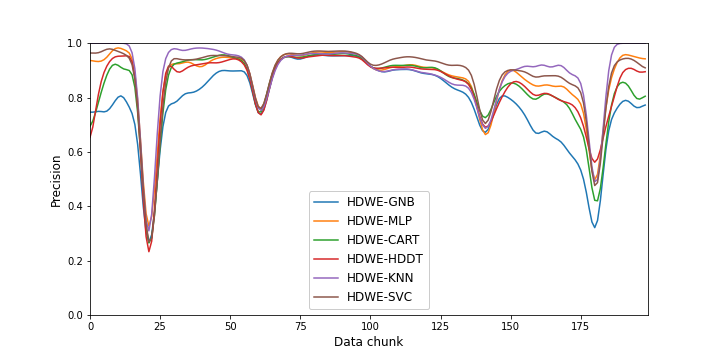 1.0
0.8
0.6
0.4
0.2
0.0
Precision
HDWE-GNB
HDWE-MLP
HDWE-CART
HDWE-HDDT
HDWE-KNN
HDWE-SVC
0 25 50 75 100 125 150 175
Data chunk